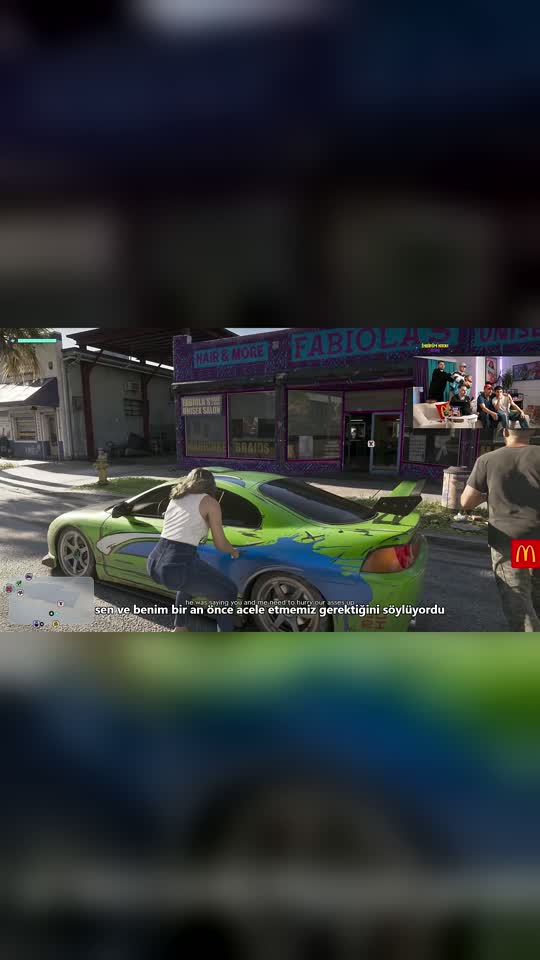 FABIOLA'S
UNISE
HAIR & MORE
FABIOLA'S
UNISEX SALON
BRAIDS
he was saying you and me need to hurry our asses up
sen ve benim bir an önce acele etmemiz gerektiğini söylüyordu